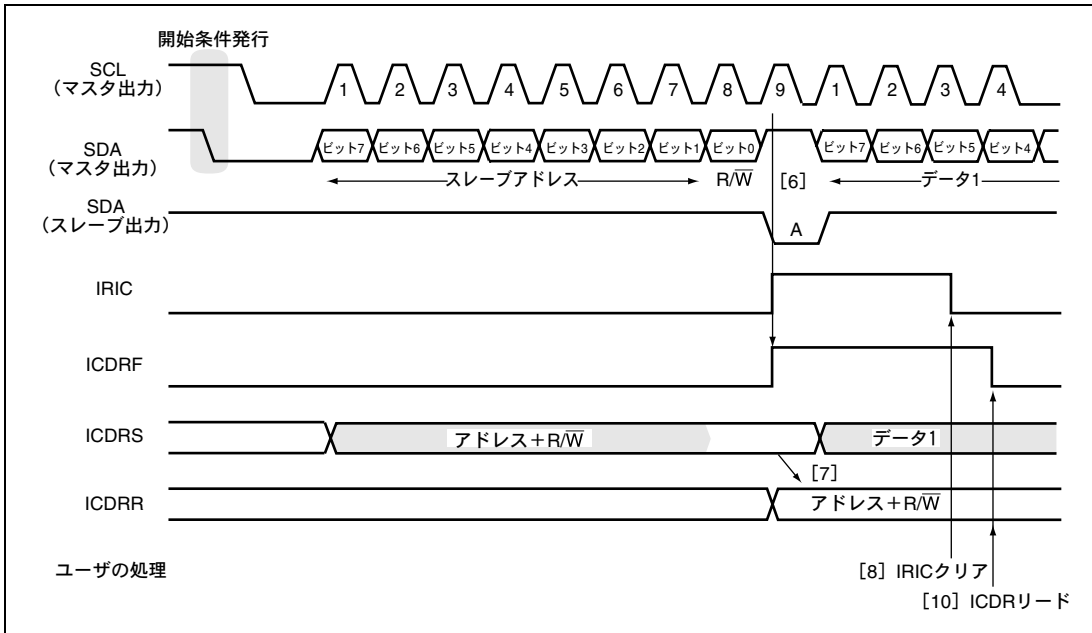 開始条件発行
SCL
(マスタ出力)
1 2 3 4 5 6 7 8 9 1 2 3 4
SDA
(マスタ出力)
ビット7 ビット6 ビット5 ビット4 ビット3 ビット2 ビット1 ビット0 ビット7 ビット6 ビット5 ビット4
スレーブアドレス R/W̅ [6] データ1
SDA
(スレーブ出力)
A
IRIC
ICDRF
ICDRS
アドレス+R/W̅ データ1
[7]
ICDRR
アドレス+R/W̅
ユーザの処理
[8] IRICクリア
[10] ICDRリード